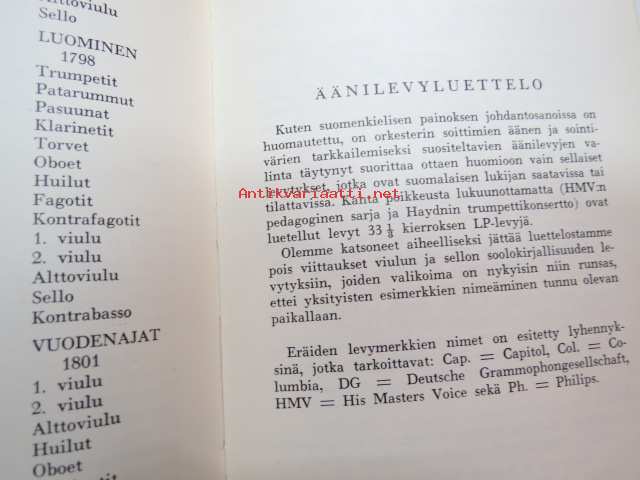 Alttoviulu
Sello
LUOMINEN
1798
Trumpetit
Patarummut
Pasuunat
Klarinetit
Torvet
Oboet
Huilut
Fagotit
Kontrafagotit
1. viulu
2. viulu
Alttoviulu
Sello
Kontrabasso
VUODENAJAT
1801
1. viulu
2. viulu
Alttoviulu
Huilut
Oboet
ÄÄNILEVYLUETTELO
Kuten suomenkielisen painoksen johdantosanoissa on
huomautettu, on orkesterin soittimien äänen ja sointi-
värien tarkkailemiseksi suositeltavien äänilevyjen va-
linta täytynyt suorittaa ottaen huomioon vain sellaiset
levytykset, jotka ovat suomalaisen lukijan saatavissa tai
tilattavissa. Kahta poikkeusta lukuunottamatta (HMV:n
pedagoginen sarja ja Haydnin trumpettikonsertto) ovat
luetellut levyt 33 1/3 kierroksen LP-levyjä.
Olemme katsoneet aiheelliseksi jättää luettelostamme
pois viittaukset viulun ja sellon soolokirjallisuuden le-
vytyksiin, joiden valikoima on nykyisin niin runsas,
ettei yksityisten esimerkkien nimeäminen tunnu olevan
paikallaan.
Eräiden levymerkkien nimet on esitetty lyhennyk-
sinä, jotka tarkoittavat: Cap. = Capitol, Col. = Co-
lumbia, DG = Deutsche Grammophongesellschaft,
HMV = His Masters Voice sekä Ph. = Philips.
Antikvariaatti.net